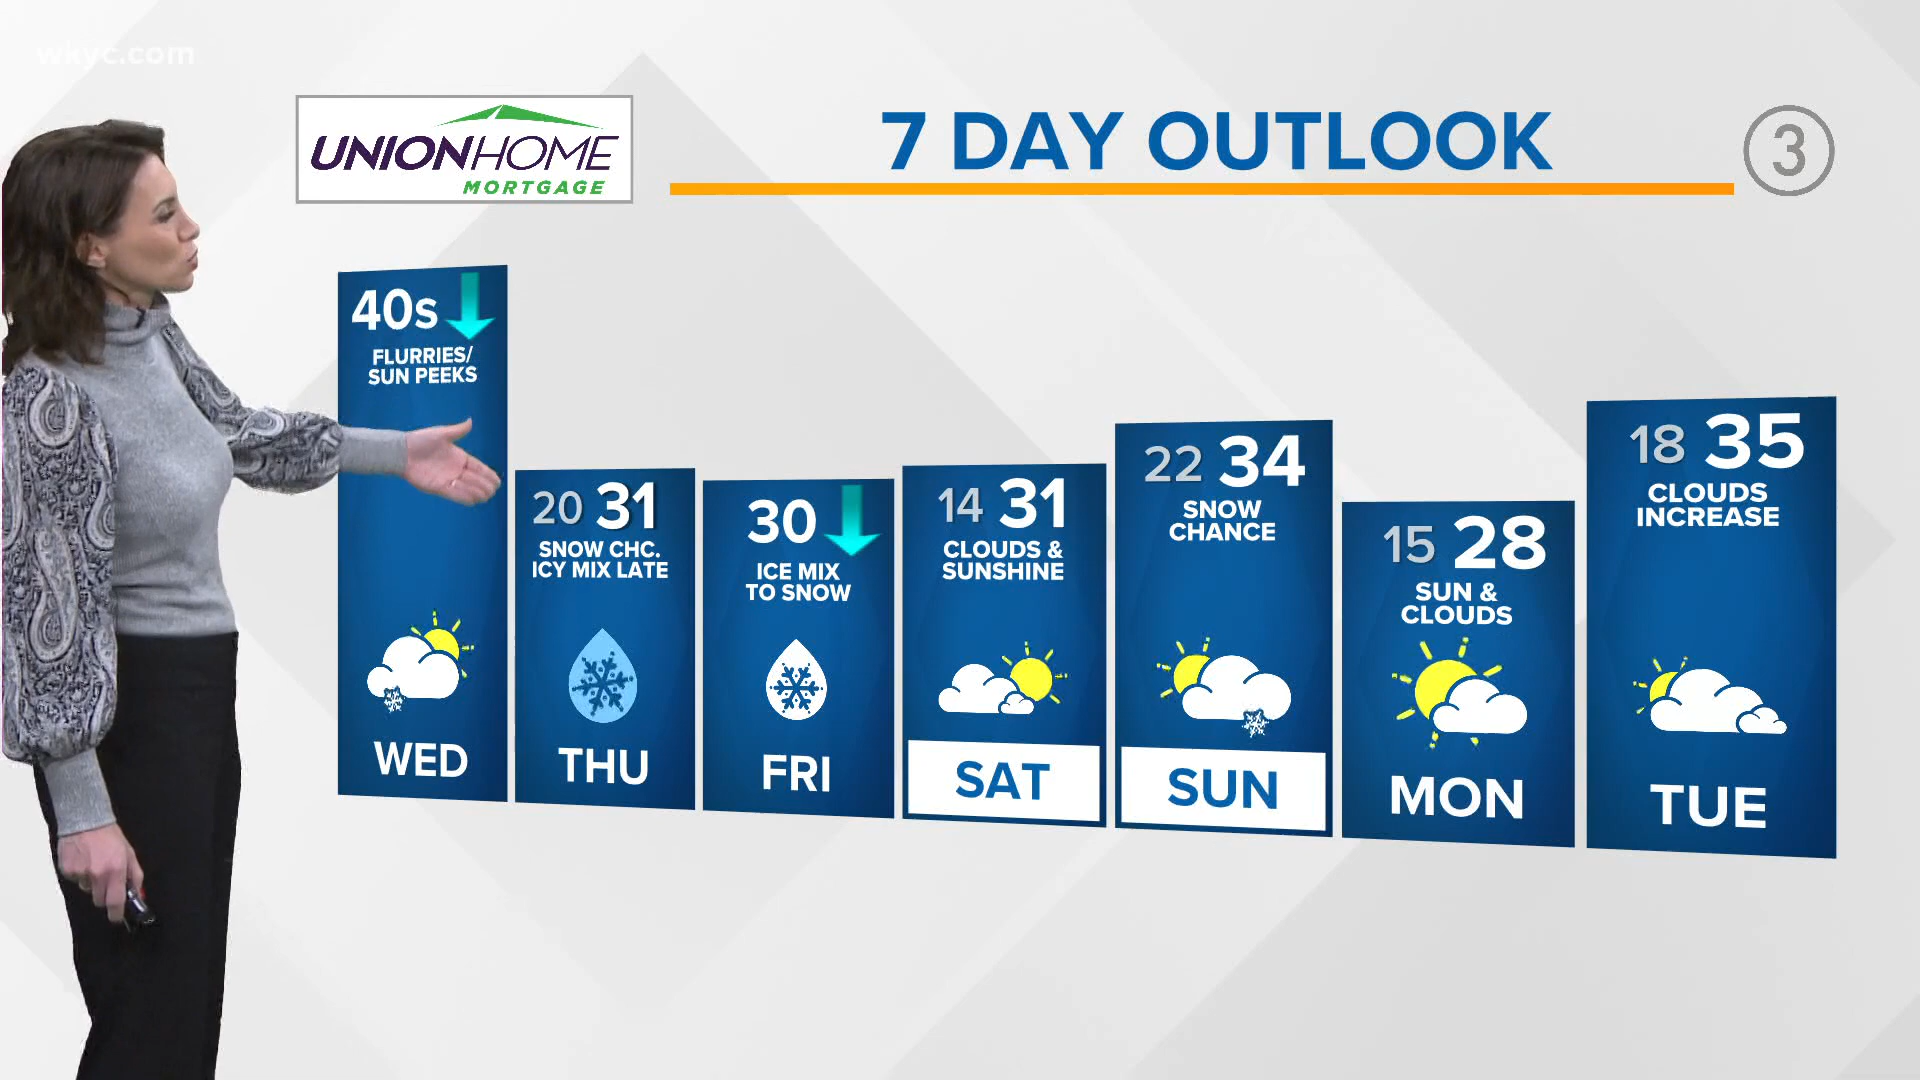 wkyc.com
UNIONHOME
MORTGAGE
7 DAY OUTLOOK
3
40s
FLURRIES/
SUN PEEKS
WED
20 31
SNOW CHC.
ICY MIX LATE
THU
30
ICE MIX
TO SNOW
FRI
14 31
CLOUDS &
SUNSHINE
SAT
22 34
SNOW
CHANCE
SUN
15 28
SUN &
CLOUDS
MON
18 35
CLOUDS
INCREASE
TUE